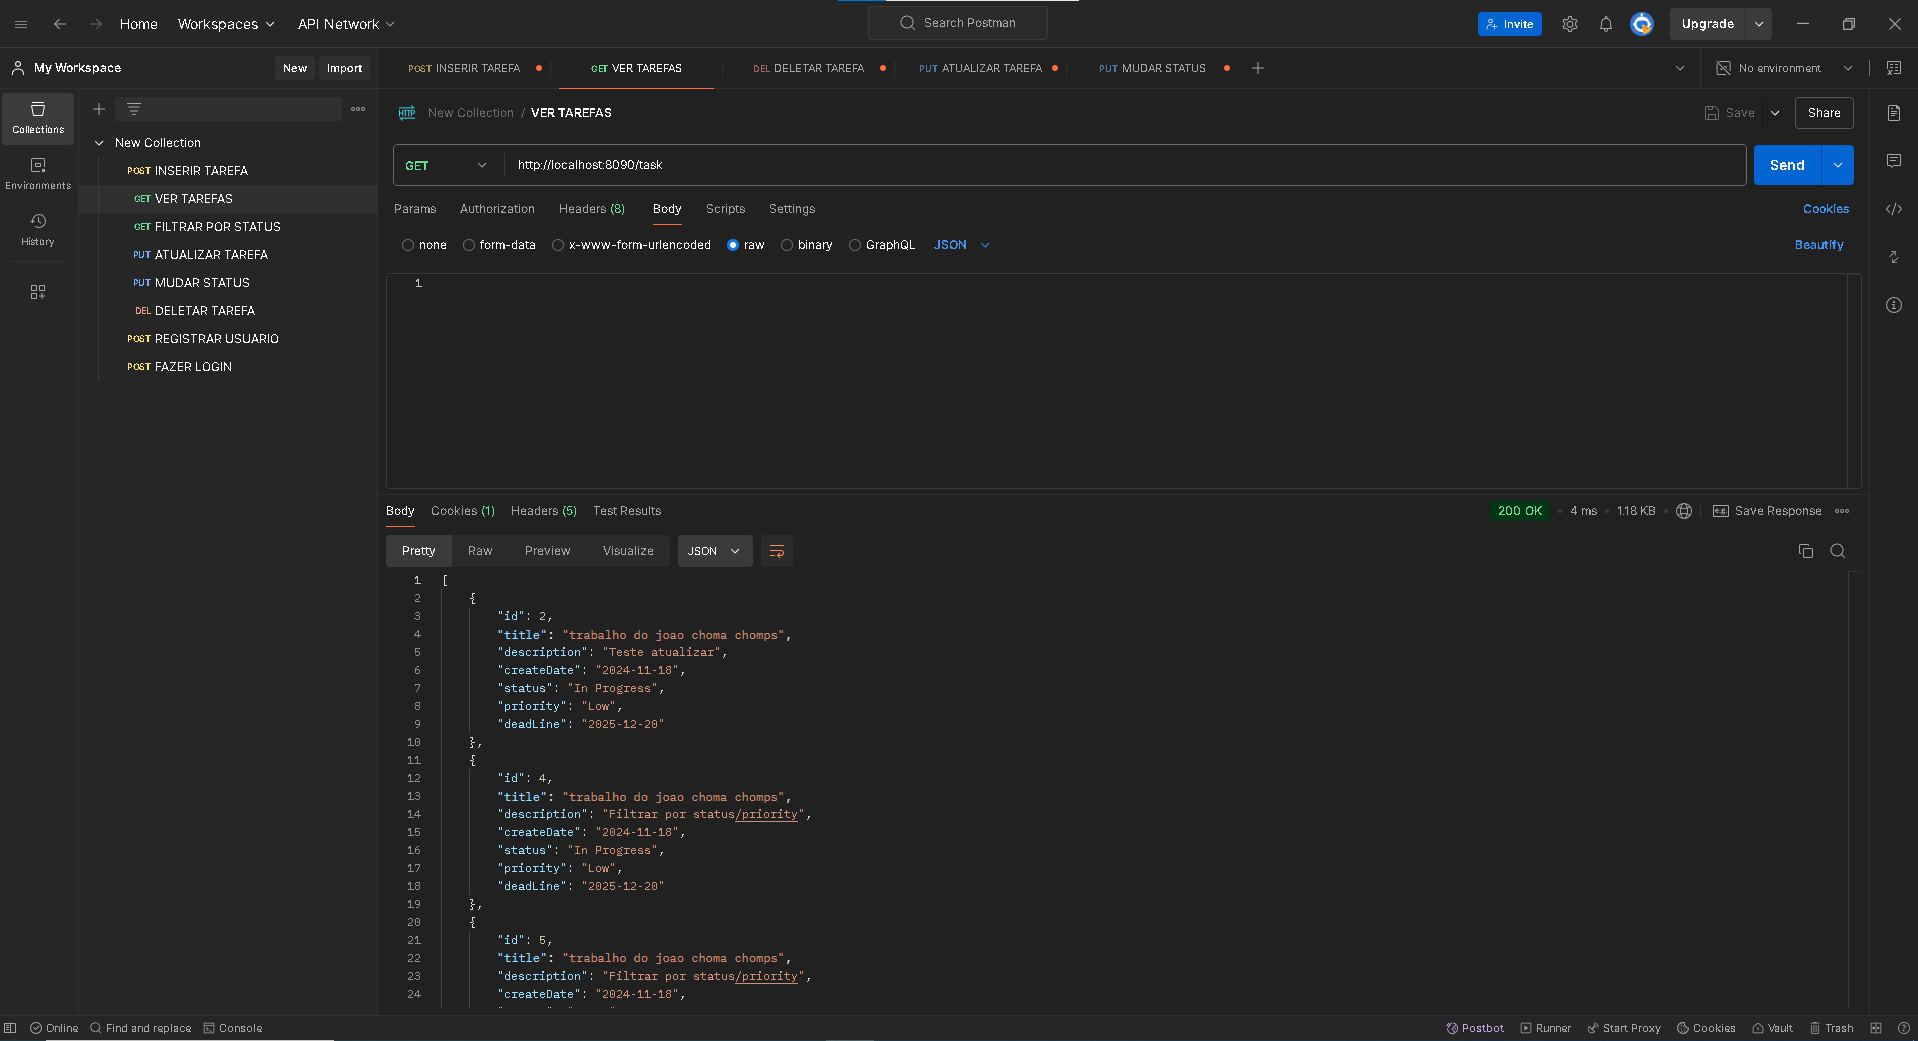 Home Workspaces API Network Search Postman Invite Upgrade
My Workspace New Import POST INSERIR TAREFA GET VER TAREFAS DEL DELETAR TAREFA PUT ATUALIZAR TAREFA PUT MUDAR STATUS No environment
Collections
Environments
History
New Collection
POST INSERIR TAREFA
GET VER TAREFAS
GET FILTRAR POR STATUS
PUT ATUALIZAR TAREFA
PUT MUDAR STATUS
DEL DELETAR TAREFA
POST REGISTRAR USUARIO
POST FAZER LOGIN
HTTP New Collection / VER TAREFAS Save Share
GET http://localhost:8090/task Send
Params Authorization Headers (8) Body Scripts Settings Cookies
none form-data x-www-form-urlencoded raw binary GraphQL JSON Beautify
1
Body Cookies (1) Headers (5) Test Results 200 OK • 4 ms • 1.18 KB • e.g. Save Response
Pretty Raw Preview Visualize JSON
1 [
2 {
3 "id": 2,
4 "title": "trabalho do joao choma chomps",
5 "description": "Teste atualizar",
6 "createDate": "2024-11-18",
7 "status": "In Progress",
8 "priority": "Low",
9 "deadLine": "2025-12-20"
10 },
11 {
12 "id": 4,
13 "title": "trabalho do joao choma chomps",
14 "description": "Filtrar por status/priority",
15 "createDate": "2024-11-18",
16 "status": "In Progress",
17 "priority": "Low",
18 "deadLine": "2025-12-20"
19 },
20 {
21 "id": 5,
22 "title": "trabalho do joao choma chomps",
23 "description": "Filtrar por status/priority",
24 "createDate": "2024-11-18",
Online Find and replace Console Postbot Runner Start Proxy Cookies Vault Trash